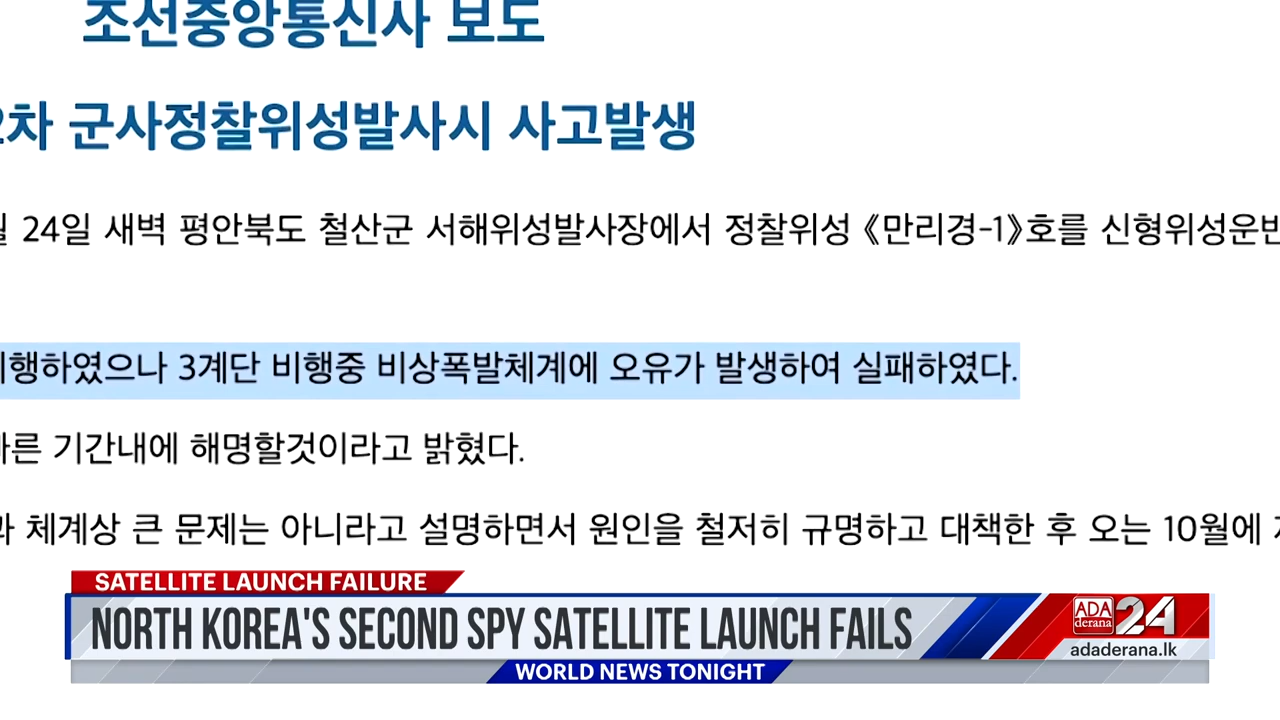 조선중앙통신사 보도
2차 군사정찰위성발사시 사고발생
24일 새벽 평안북도 철산군 서해위성발사장에서 정찰위성 《만리경-1》호를 신형위성운반
비행하였으나 3계단 비행중 비상폭발체계에 오유가 발생하여 실패하였다.
빠른 기간내에 해명할것이라고 밝혔다.
체계상 큰 문제는 아니라고 설명하면서 원인을 철저히 규명하고 대책한 후 오는 10월에
SATELLITE LAUNCH FAILURE
NORTH KOREA'S SECOND SPY SATELLITE LAUNCH FAILS
ADA
derana
24
adaderana.lk
WORLD NEWS TONIGHT